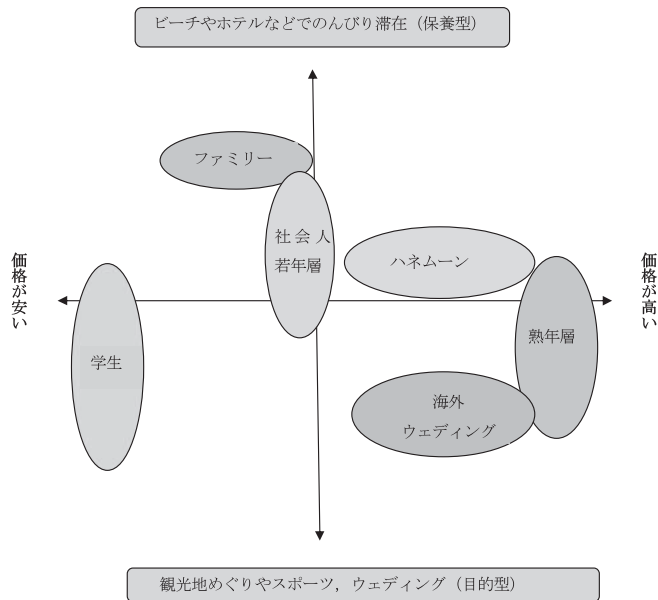 ビーチやホテルなどでのんびり滞在（保養型）
ファミリー
社会人
若年層
ハネムーン
価格が安い
価格が高い
学生
熟年層
海外
ウェディング
観光地めぐりやスポーツ，ウェディング（目的型）